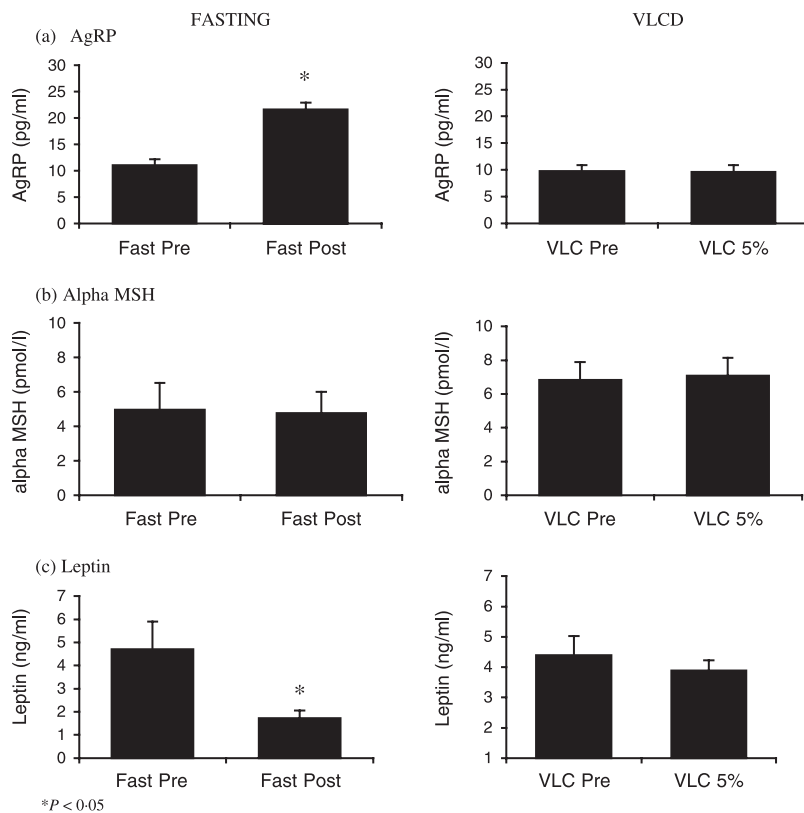 FASTING
VLCD
(a) AgRP
30
25
20
15
10
5
0
AgRP (pg/ml)
*
Fast Pre
Fast Post
30
25
20
15
10
5
0
AgRP (pg/ml)
VLC Pre
VLC 5%
(b) Alpha MSH
10
8
6
4
2
0
alpha MSH (pmol/l)
Fast Pre
Fast Post
10
8
6
4
2
0
alpha MSH (pmol/l)
VLC Pre
VLC 5%
(c) Leptin
7
6
5
4
3
2
1
0
Leptin (ng/ml)
*
Fast Pre
Fast Post
7
6
5
4
3
2
1
Leptin (ng/ml)
VLC Pre
VLC 5%
*P < 0·05